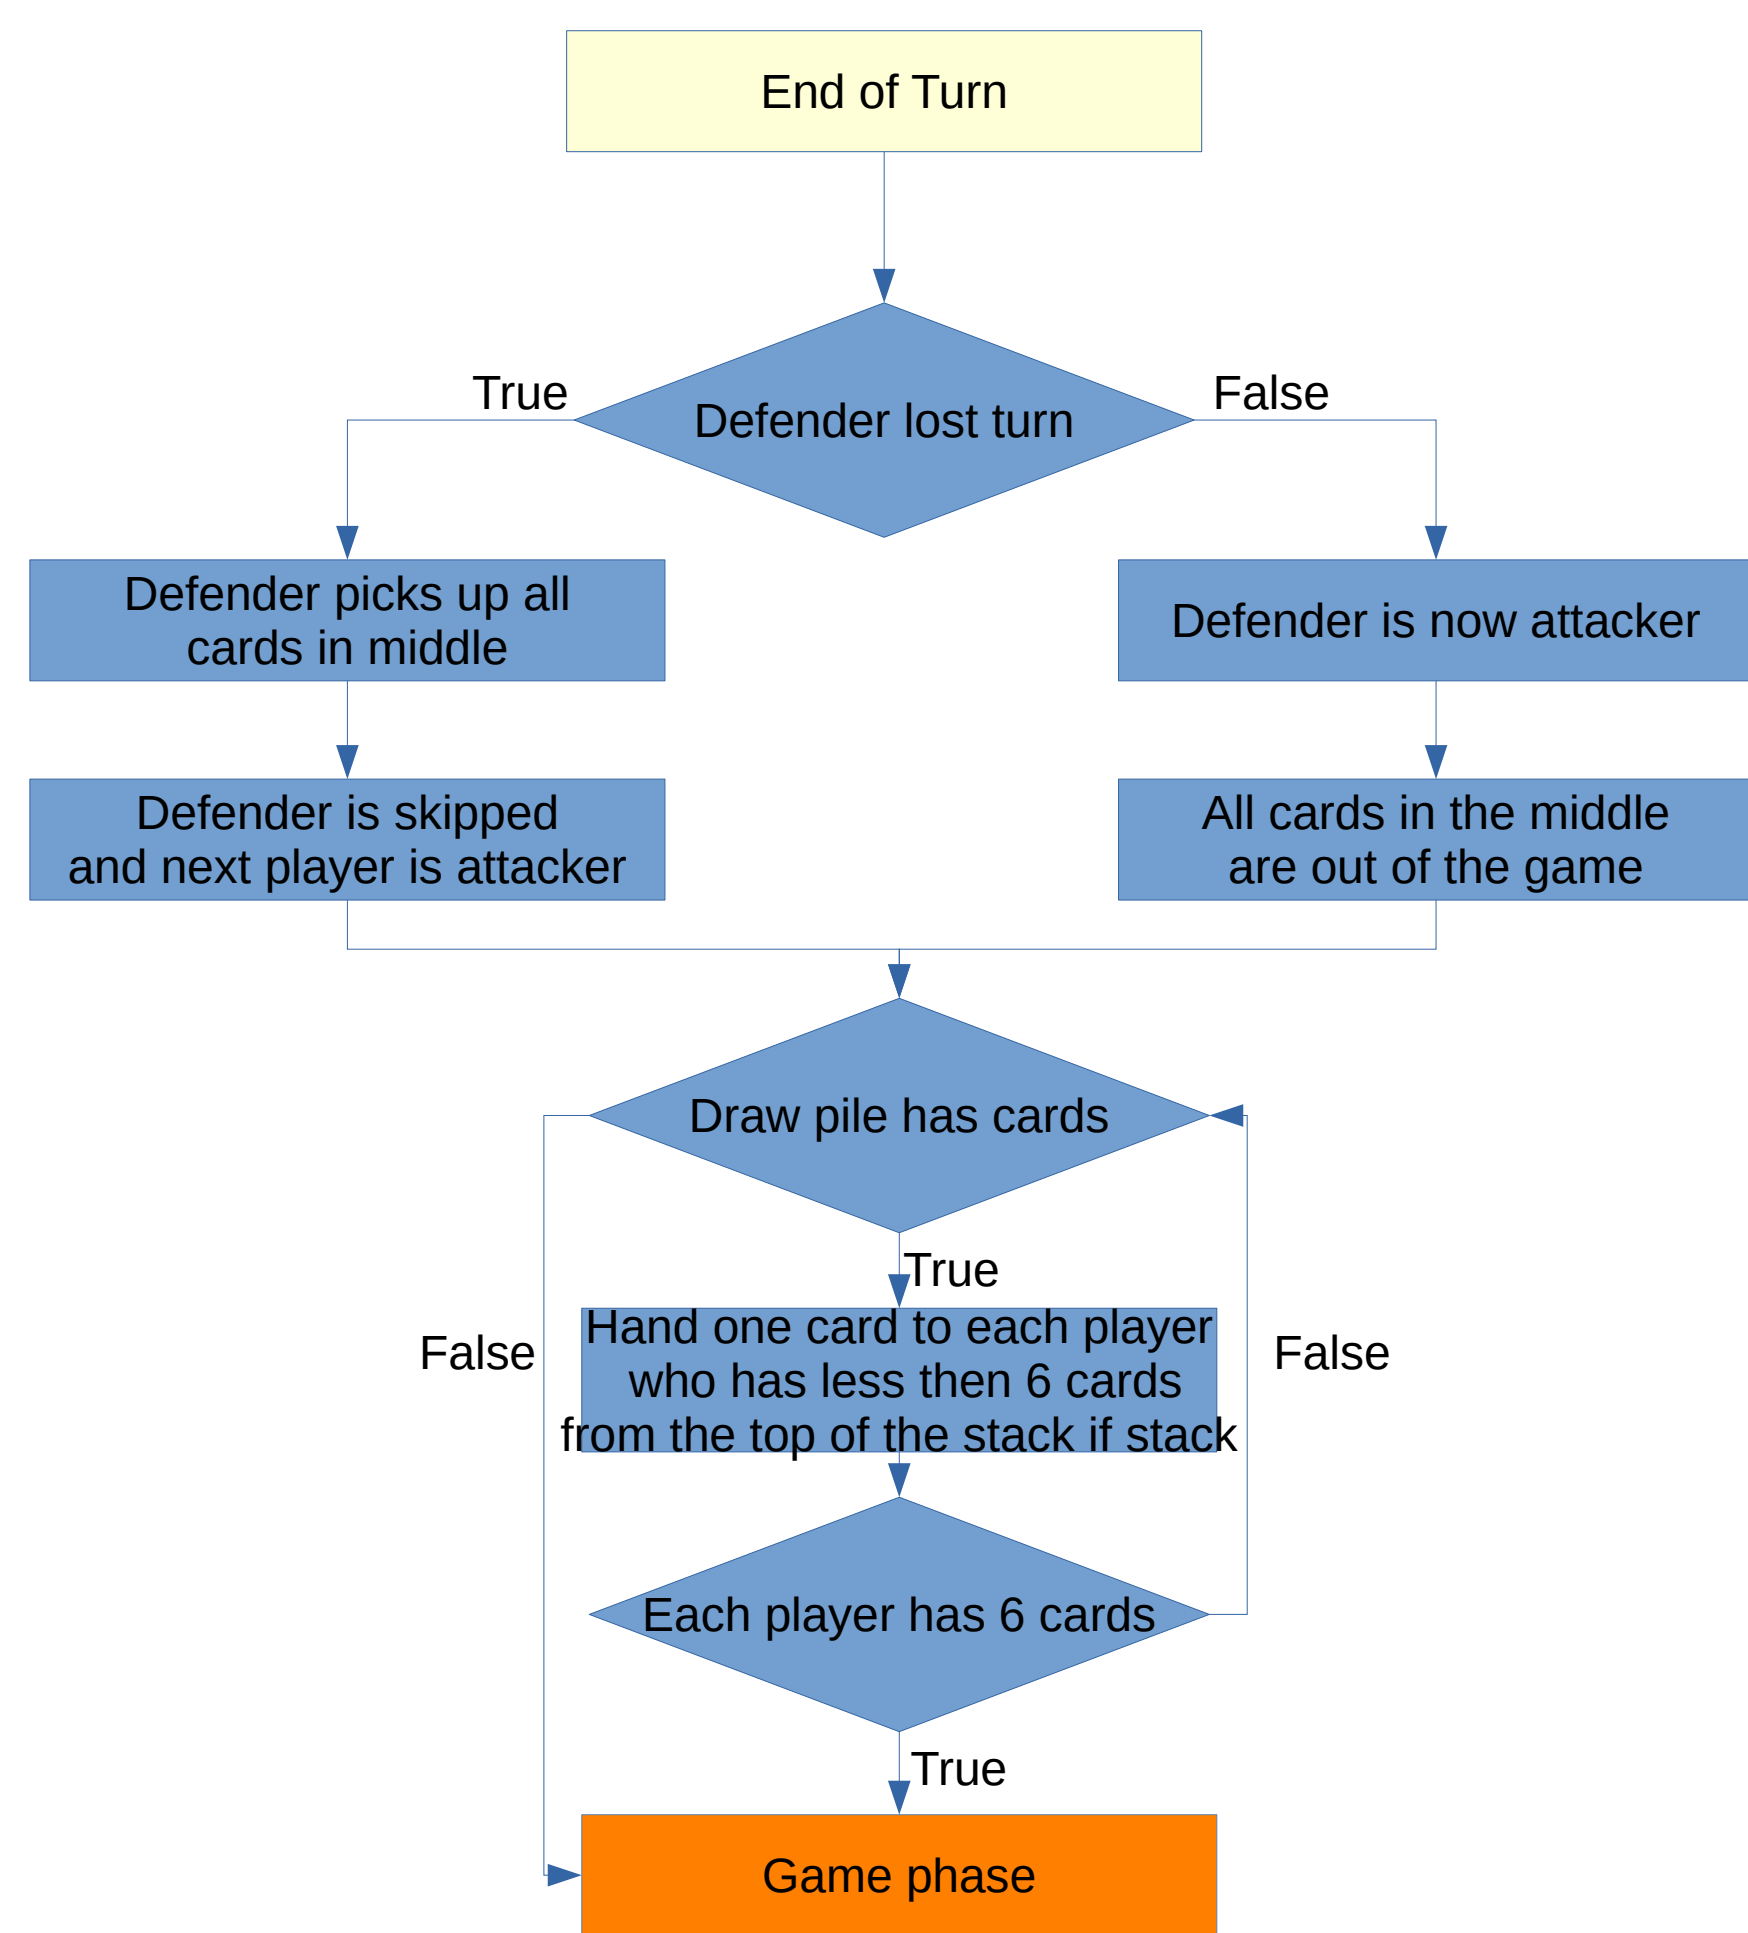 End of Turn
True
False
Defender lost turn
Defender picks up all
cards in middle
Defender is now attacker
Defender is skipped
and next player is attacker
All cards in the middle
are out of the game
Draw pile has cards
True
Hand one card to each player
who has less then 6 cards
from the top of the stack if stack
False
False
Each player has 6 cards
True
Game phase